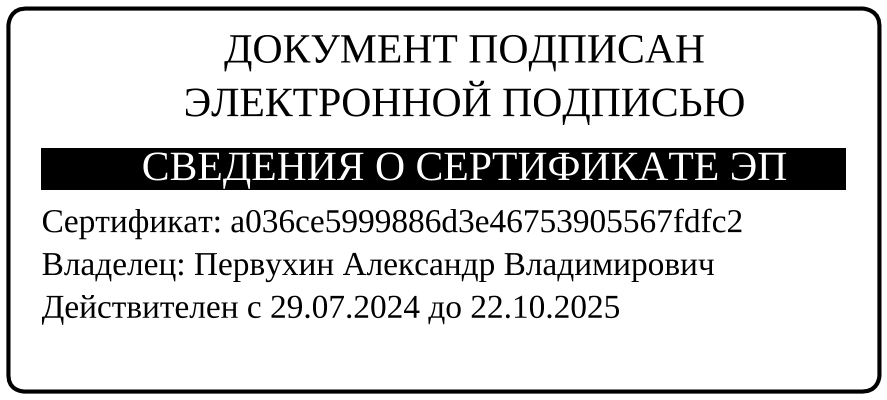 ДОКУМЕНТ ПОДПИСАН
ЭЛЕКТРОННОЙ ПОДПИСЬЮ
СВЕДЕНИЯ О СЕРТИФИКАТЕ ЭП
Сертификат: a036ce5999886d3e46753905567fdfc2
Владелец: Первухин Александр Владимирович
Действителен с 29.07.2024 до 22.10.2025